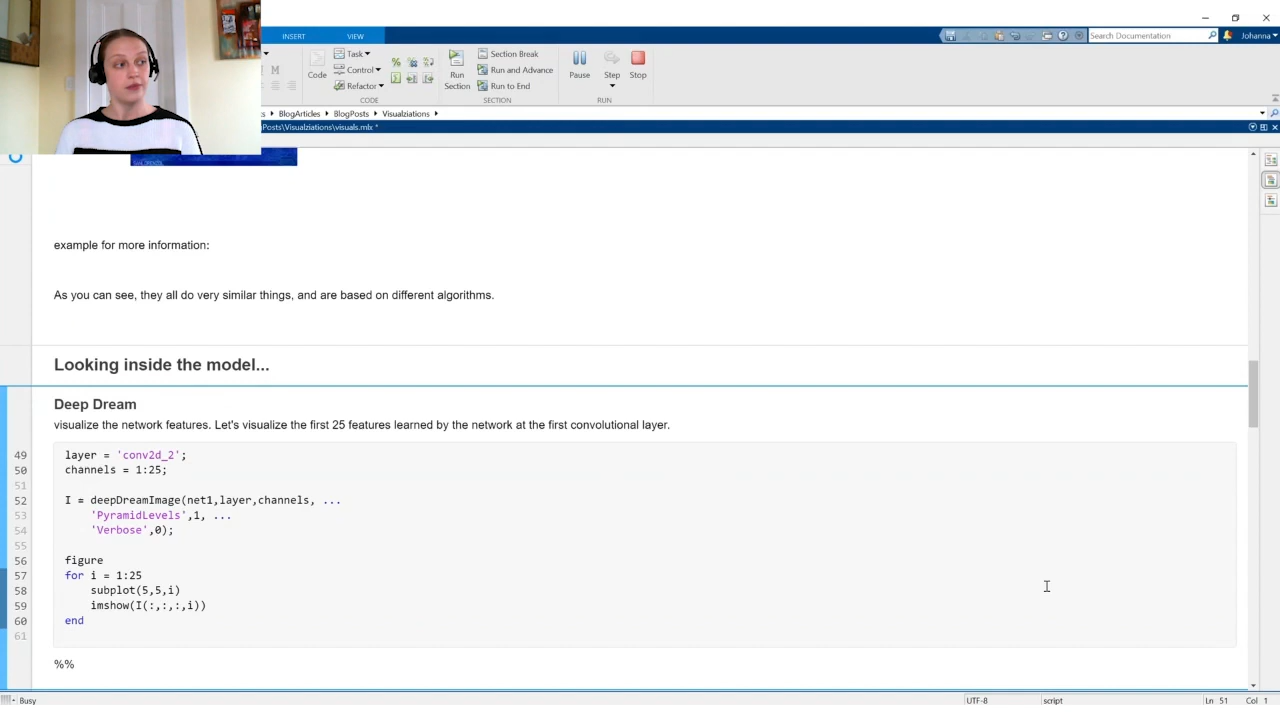 INSERT VIEW
Search Documentation
Johanna
Task
Control
Refactor
Code
CODE
Run Section
Section Break
Run and Advance
Run to End
SECTION
Pause Step Stop
RUN
BlogArticles BlogPosts Visualziations
Posts\Visualziations\visuals.mlx *
example for more information:
As you can see, they all do very similar things, and are based on different algorithms.
Looking inside the model...
Deep Dream
visualize the network features. Let's visualize the first 25 features learned by the network at the first convolutional layer.
49 layer = 'conv2d_2';
50 channels = 1:25;
51
52 I = deepDreamImage(net1,layer,channels, ...
53 'PyramidLevels',1, ...
54 'Verbose',0);
55
56 figure
57 for i = 1:25
58 subplot(5,5,i)
59 imshow(I(:,:,:,i))
60 end
61
%%
Busy UTF-8 script Ln 51 Col 1